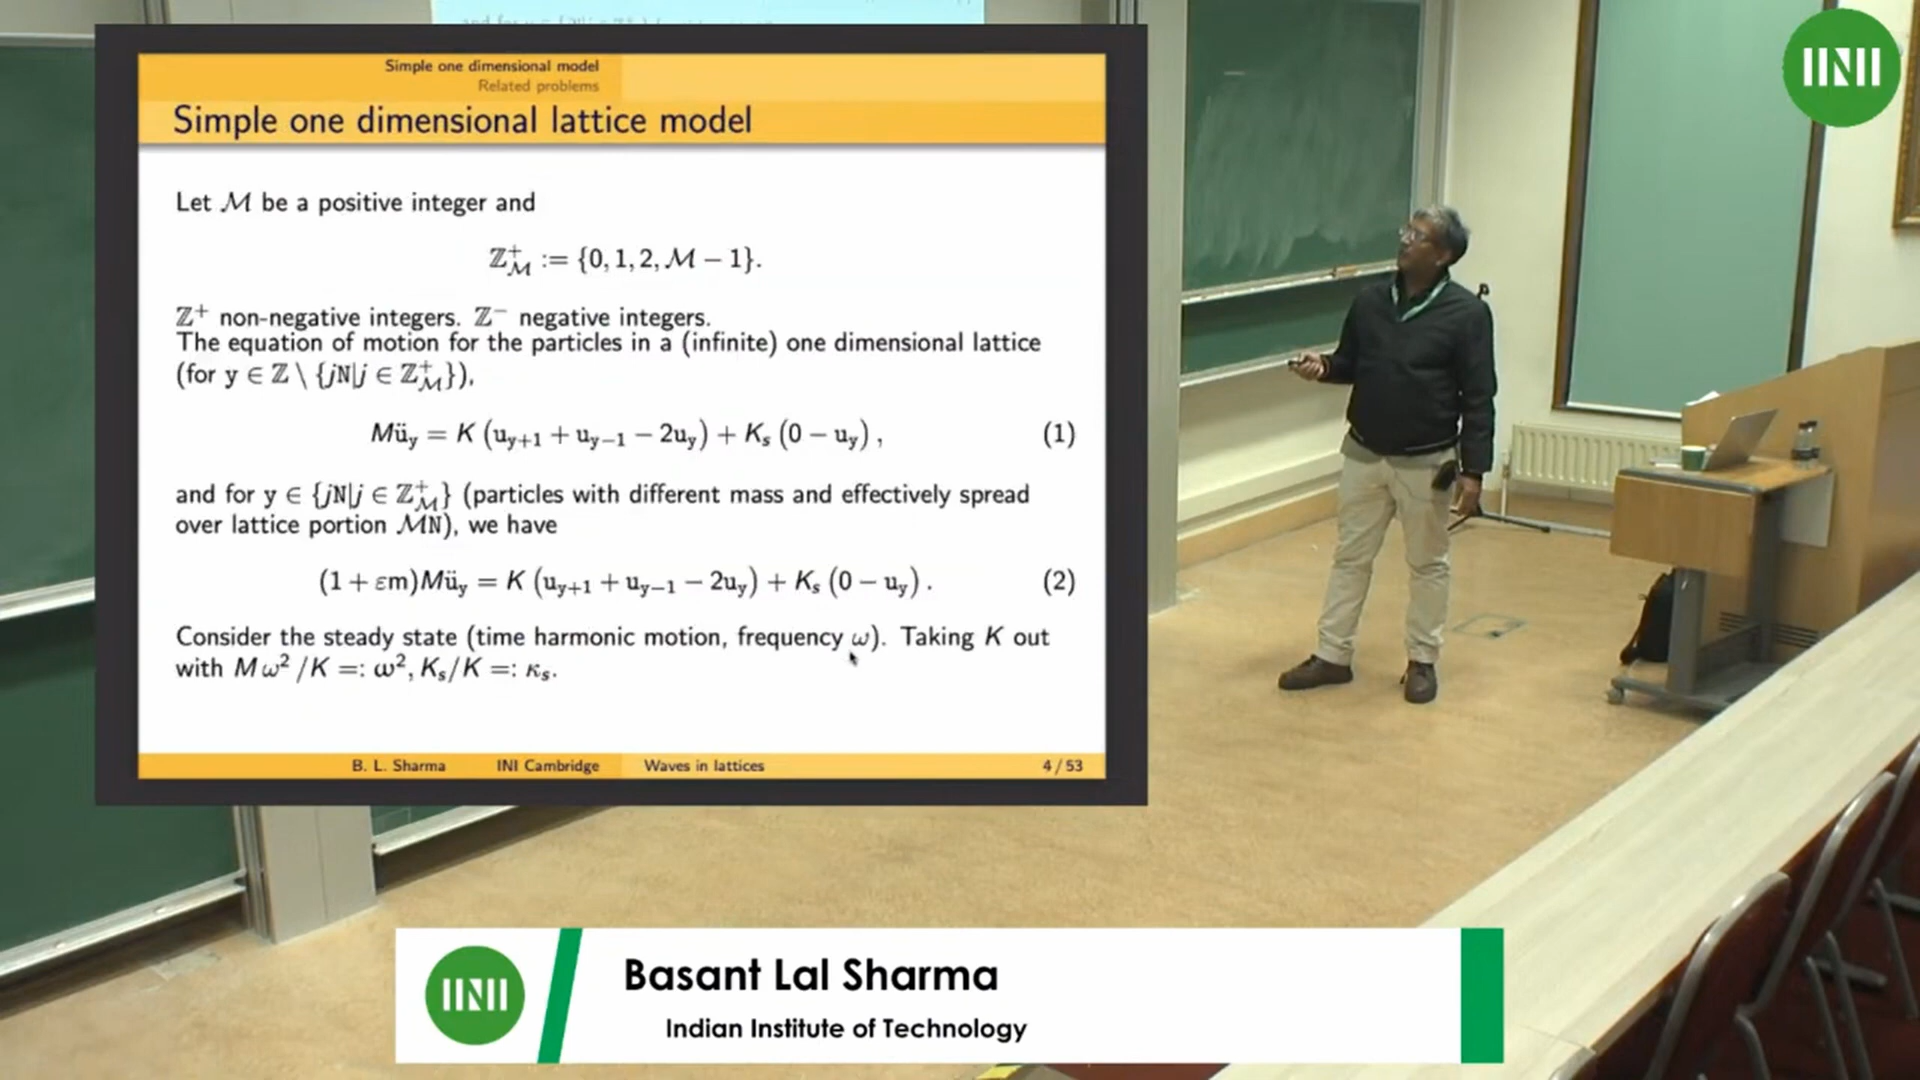 Simple one dimensional model
Related problems
Simple one dimensional lattice model
Let ℳ be a positive integer and
ℤ⁺_ℳ := {0, 1, 2, ℳ − 1}.
ℤ⁺ non-negative integers. ℤ⁻ negative integers.
The equation of motion for the particles in a (infinite) one dimensional lattice
(for y ∈ ℤ \ {jN|j ∈ ℤ⁺_ℳ}),
Mü_y = K (u_{y+1} + u_{y−1} − 2u_y) + K_s (0 − u_y) , (1)
and for y ∈ {jN|j ∈ ℤ⁺_ℳ} (particles with different mass and effectively spread
over lattice portion ℳN), we have
(1 + εm)Mü_y = K (u_{y+1} + u_{y−1} − 2u_y) + K_s (0 − u_y) . (2)
Consider the steady state (time harmonic motion, frequency ω). Taking K out
with Mω²/K =: ω², K_s/K =: κ_s.
B. L. Sharma INI Cambridge Waves in lattices 4 / 53
INI
INI
Basant Lal Sharma
Indian Institute of Technology